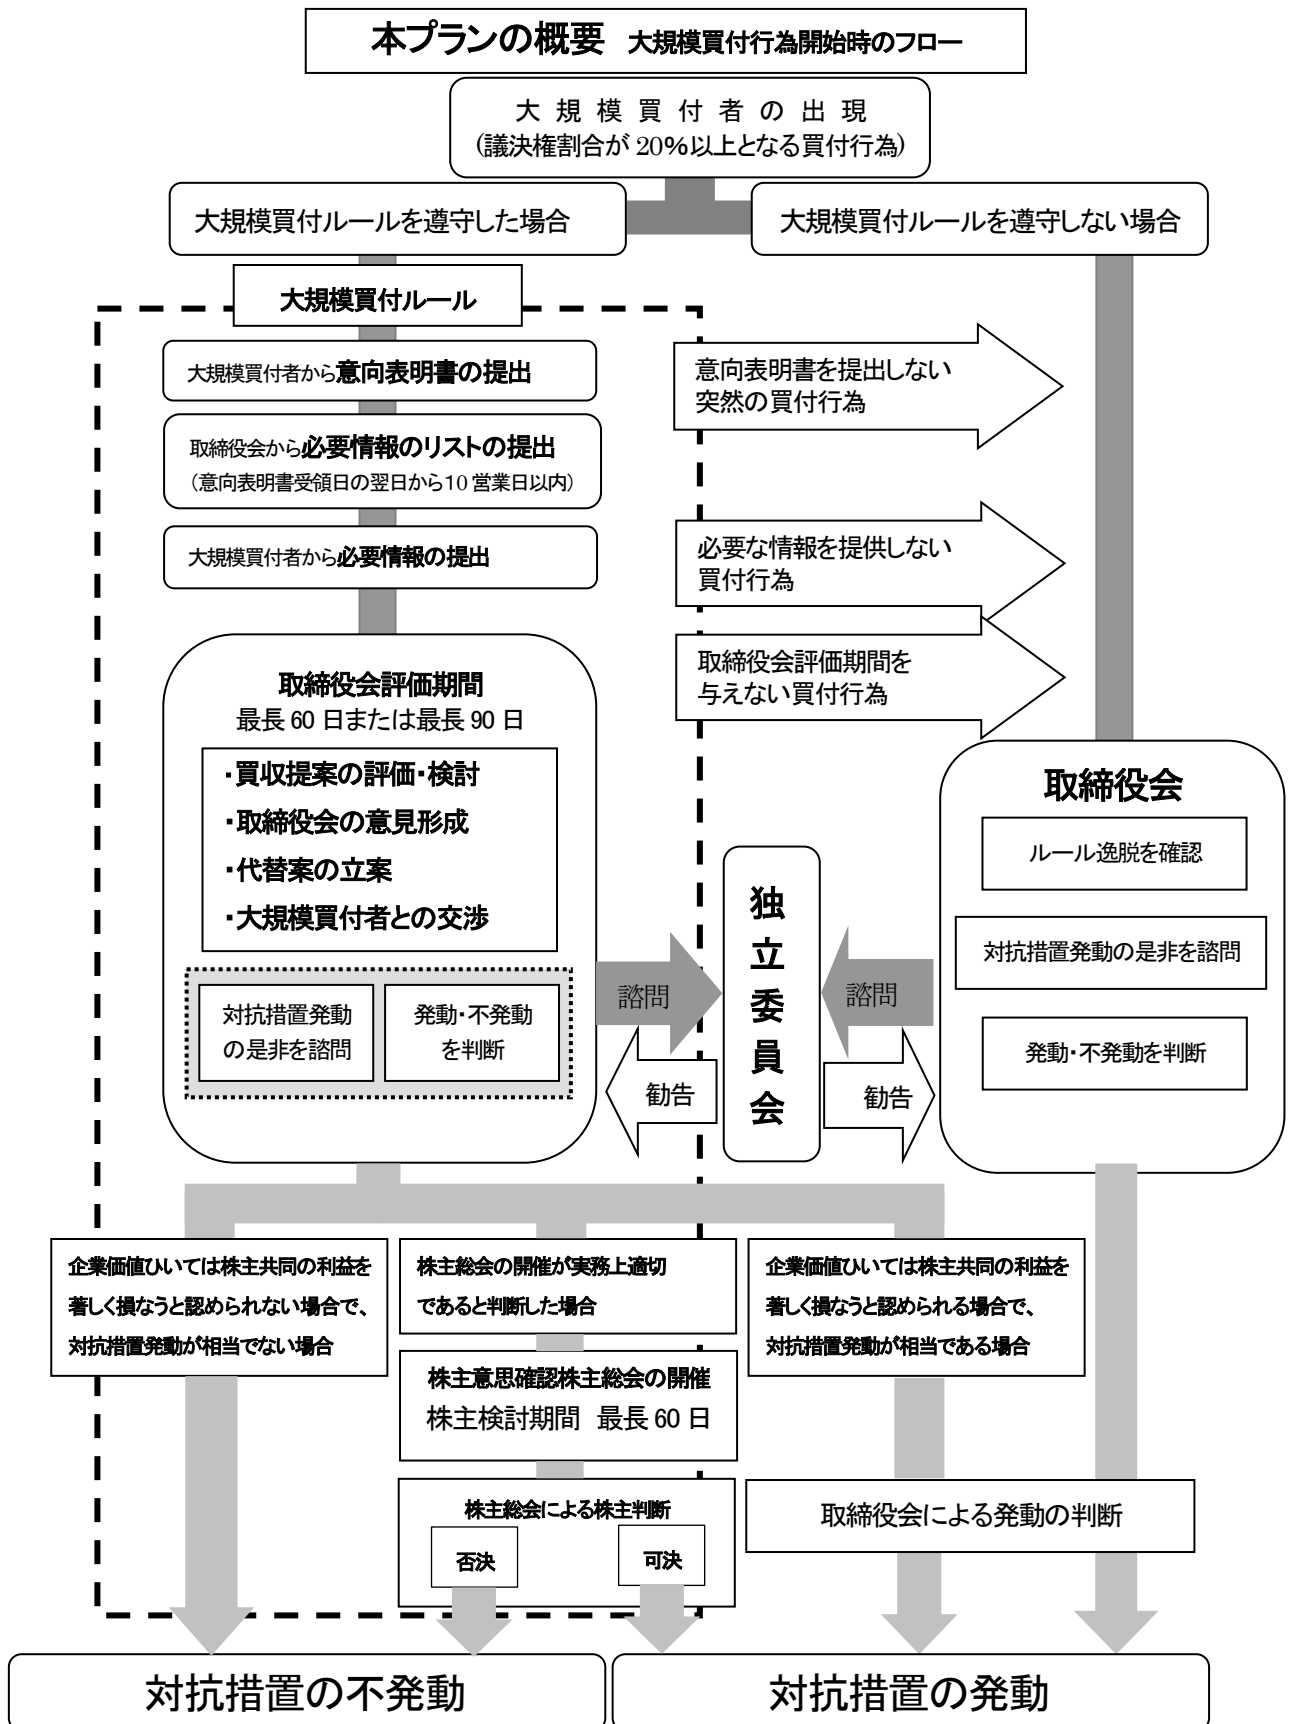 本プランの概要 大規模買付行為開始時のフロー
大規模買付者の出現
(議決権割合が20%以上となる買付行為)
大規模買付ルールを遵守した場合
大規模買付ルールを遵守しない場合
大規模買付ルール
大規模買付者から意向表明書の提出
取締役会から必要情報のリストの提出
(意向表明書受領日の翌日から10営業日以内)
大規模買付者から必要情報の提出
意向表明書を提出しない
突然の買付行為
必要な情報を提供しない
買付行為
取締役会評価期間を
与えない買付行為
取締役会評価期間
最長60日または最長90日
・買収提案の評価・検討
・取締役会の意見形成
・代替案の立案
・大規模買付者との交渉
対抗措置発動
の是非を諮問
発動・不発動
を判断
諮問
勧告
独立委員会
諮問
勧告
取締役会
ルール逸脱を確認
対抗措置発動の是非を諮問
発動・不発動を判断
企業価値ひいては株主共同の利益を
著しく損なうと認められない場合で、
対抗措置発動が相当でない場合
株主総会の開催が実務上適切
であると判断した場合
企業価値ひいては株主共同の利益を
著しく損なうと認められる場合で、
対抗措置発動が相当である場合
株主意思確認株主総会の開催
株主検討期間 最長60日
株主総会による株主判断
否決
可決
取締役会による発動の判断
対抗措置の不発動
対抗措置の発動